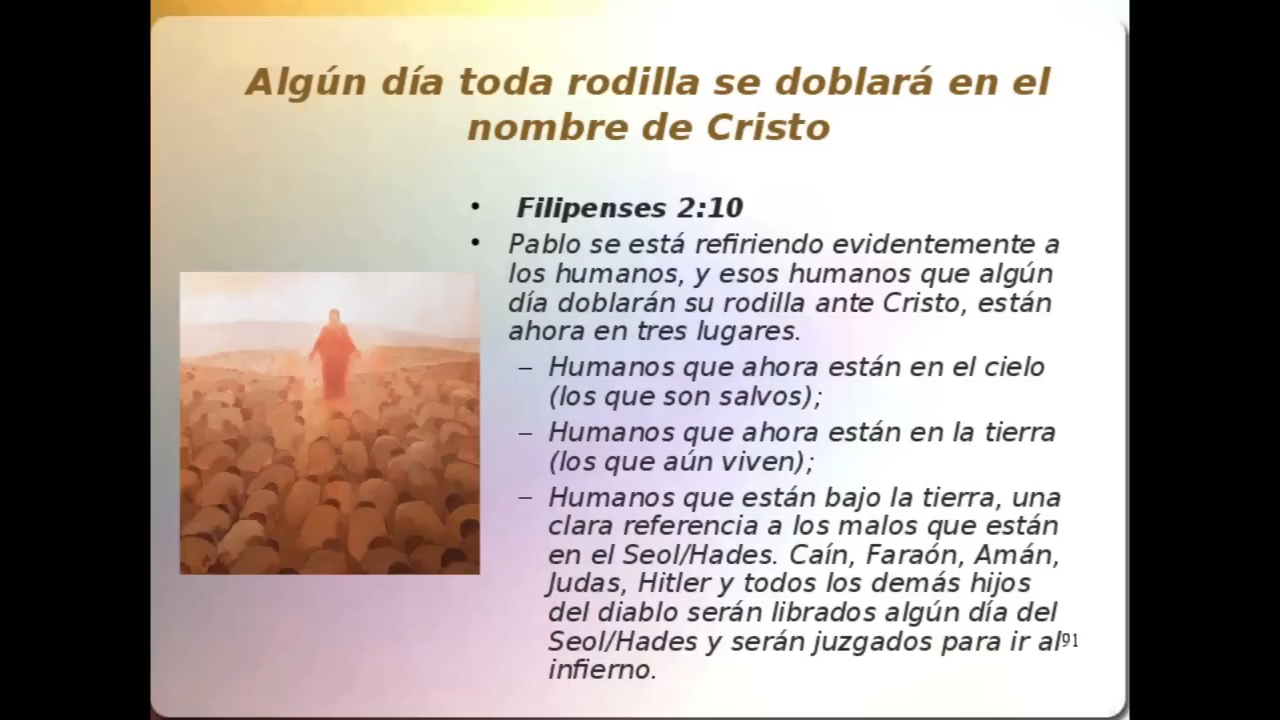 Algún día toda rodilla se doblará en el
nombre de Cristo
• Filipenses 2:10
• Pablo se está refiriendo evidentemente a
los humanos, y esos humanos que algún
día doblarán su rodilla ante Cristo, están
ahora en tres lugares.
– Humanos que ahora están en el cielo
(los que son salvos);
– Humanos que ahora están en la tierra
(los que aún viven);
– Humanos que están bajo la tierra, una
clara referencia a los malos que están
en el Seol/Hades. Caín, Faraón, Amán,
Judas, Hitler y todos los demás hijos
del diablo serán librados algún día del
Seol/Hades y serán juzgados para ir al
infierno.
91